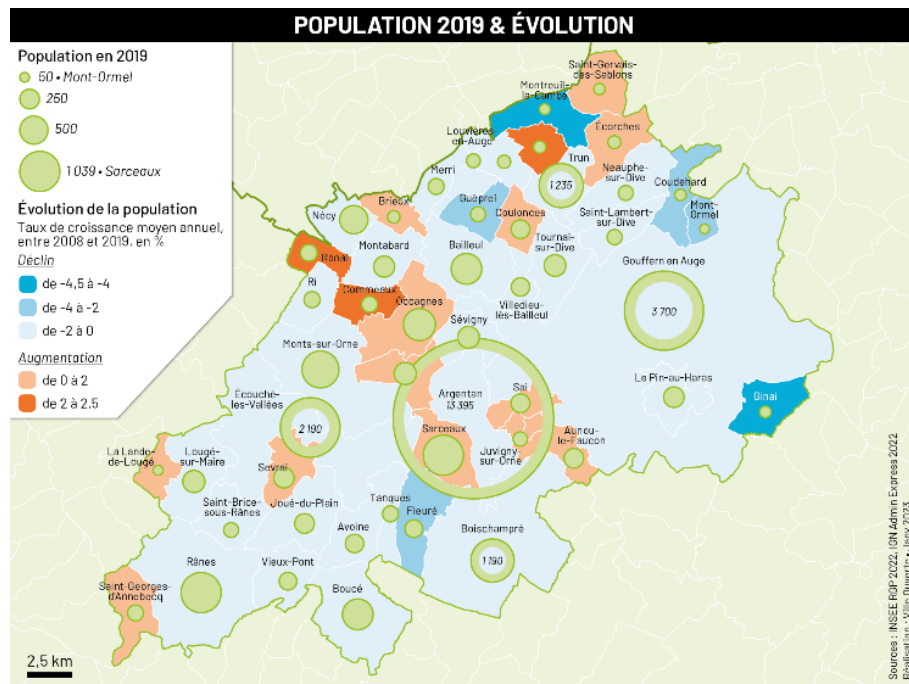 POPULATION 2019 & ÉVOLUTION
Population en 2019
50 • Mont-Ormel
250
500
1 039 • Sarceaux
Évolution de la population
Taux de croissance moyen annuel,
entre 2008 et 2019, en %
Déclin
de -4,5 à -4
de -4 à -2
de -2 à 0
Augmentation
de 0 à 2
de 2 à 2.5
Saint-Gervais-
des-Sablons
Montreuil-
la-Cambe
Écorches
Louvières-
en-Auge
Trun
1 235
Merri
Neauphe-
sur-Dive
Coudehard
Mont-
Ormel
Guêprei
Brieux
Nécy
Coulonces
Saint-Lambert-
sur-Dive
Tournai-
sur-Dive
Montabard
Bailleul
Gouffern en Auge
3 700
Rônai
Ri
Commeaux
Occagnes
Villedieu-
lès-Bailleul
Sévigny
Monts-sur-Orne
Argentan
13 395
Sai
Le Pin-au-Haras
Ginai
Écouché-
les-Vallées
2 190
Sarceaux
Juvigny-
sur-Orne
Aunou-
le-Faucon
La Lande-
de-Lougé
Lougé-
sur-Maire
Sevrai
Saint-Brice-
sous-Rânes
Joué-du-Plain
Tanques
Fleuré
Avoine
Boischampré
1 190
Rânes
Vieux-Pont
Boucé
Saint-Georges-
d'Annebecq
2,5 km
Sources : INSEE RGP 2022, IGN Admin Express 2022
Réalisation : Ville Ouverte • Janv 2023